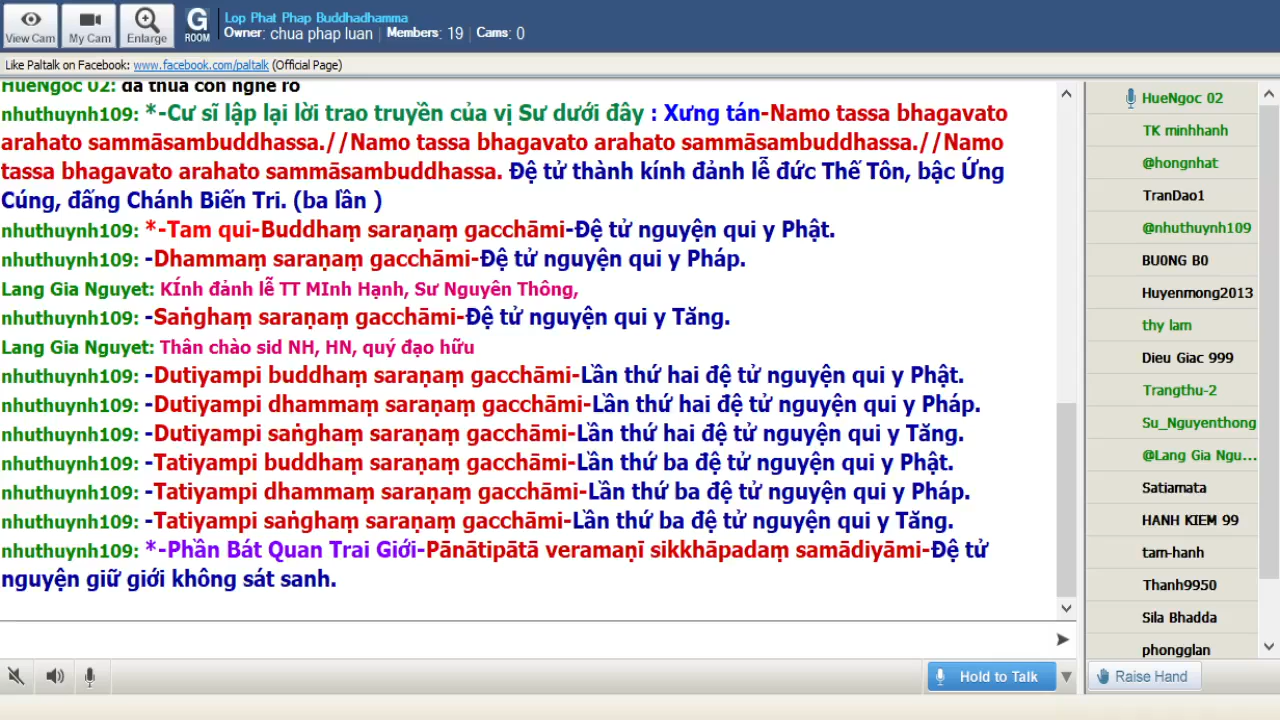 View Cam
My Cam
Enlarge
G
ROOM
Lop Phat Phap Buddhadhamma
Owner: chua phap luan
Members: 19
Cams: 0
Like Paltalk on Facebook: www.facebook.com/paltalk (Official Page)
HueNgoc 02: da thua con nghe ro
nhuthuynh109: *-Cư sĩ lập lại lời trao truyền của vị Sư dưới đây : Xưng tán-Namo tassa bhagavato
arahato sammāsambuddhassa.//Namo tassa bhagavato arahato sammāsambuddhassa.//Namo
tassa bhagavato arahato sammāsambuddhassa. Đệ tử thành kính đảnh lễ đức Thế Tôn, bậc Ứng
Cúng, đấng Chánh Biến Tri. (ba lần )
nhuthuynh109: *-Tam qui-Buddhaṃ saraṇaṃ gacchāmi-Đệ tử nguyện qui y Phật.
nhuthuynh109: -Dhammaṃ saraṇaṃ gacchāmi-Đệ tử nguyện qui y Pháp.
Lang Gia Nguyet: KÍnh đảnh lễ TT MInh Hạnh, Sư Nguyên Thông,
nhuthuynh109: -Saṅghaṃ saraṇaṃ gacchāmi-Đệ tử nguyện qui y Tăng.
Lang Gia Nguyet: Thân chào sid NH, HN, quý đạo hữu
nhuthuynh109: -Dutiyampi buddhaṃ saraṇaṃ gacchāmi-Lần thứ hai đệ tử nguyện qui y Phật.
nhuthuynh109: -Dutiyampi dhammaṃ saraṇaṃ gacchāmi-Lần thứ hai đệ tử nguyện qui y Pháp.
nhuthuynh109: -Dutiyampi saṅghaṃ saraṇaṃ gacchāmi-Lần thứ hai đệ tử nguyện qui y Tăng.
nhuthuynh109: -Tatiyampi buddhaṃ saraṇaṃ gacchāmi-Lần thứ ba đệ tử nguyện qui y Phật.
nhuthuynh109: -Tatiyampi dhammaṃ saraṇaṃ gacchāmi-Lần thứ ba đệ tử nguyện qui y Pháp.
nhuthuynh109: -Tatiyampi saṅghaṃ saraṇaṃ gacchāmi-Lần thứ ba đệ tử nguyện qui y Tăng.
nhuthuynh109: *-Phần Bát Quan Trai Giới-Pānātipātā veramaṇī sikkhāpadaṃ samādiyāmi-Đệ tử
nguyện giữ giới không sát sanh.
HueNgoc 02
TK minhhanh
@hongnhat
TranDao1
@nhuthuynh109
BU0NG B0
Huyenmong2013
thy lam
Dieu Giac 999
Trangthu-2
Su_Nguyenthong
@Lang Gia Ngu...
Satiamata
HANH KIEM 99
tam-hanh
Thanh9950
Sila Bhadda
phongglan
Hold to Talk
Raise Hand